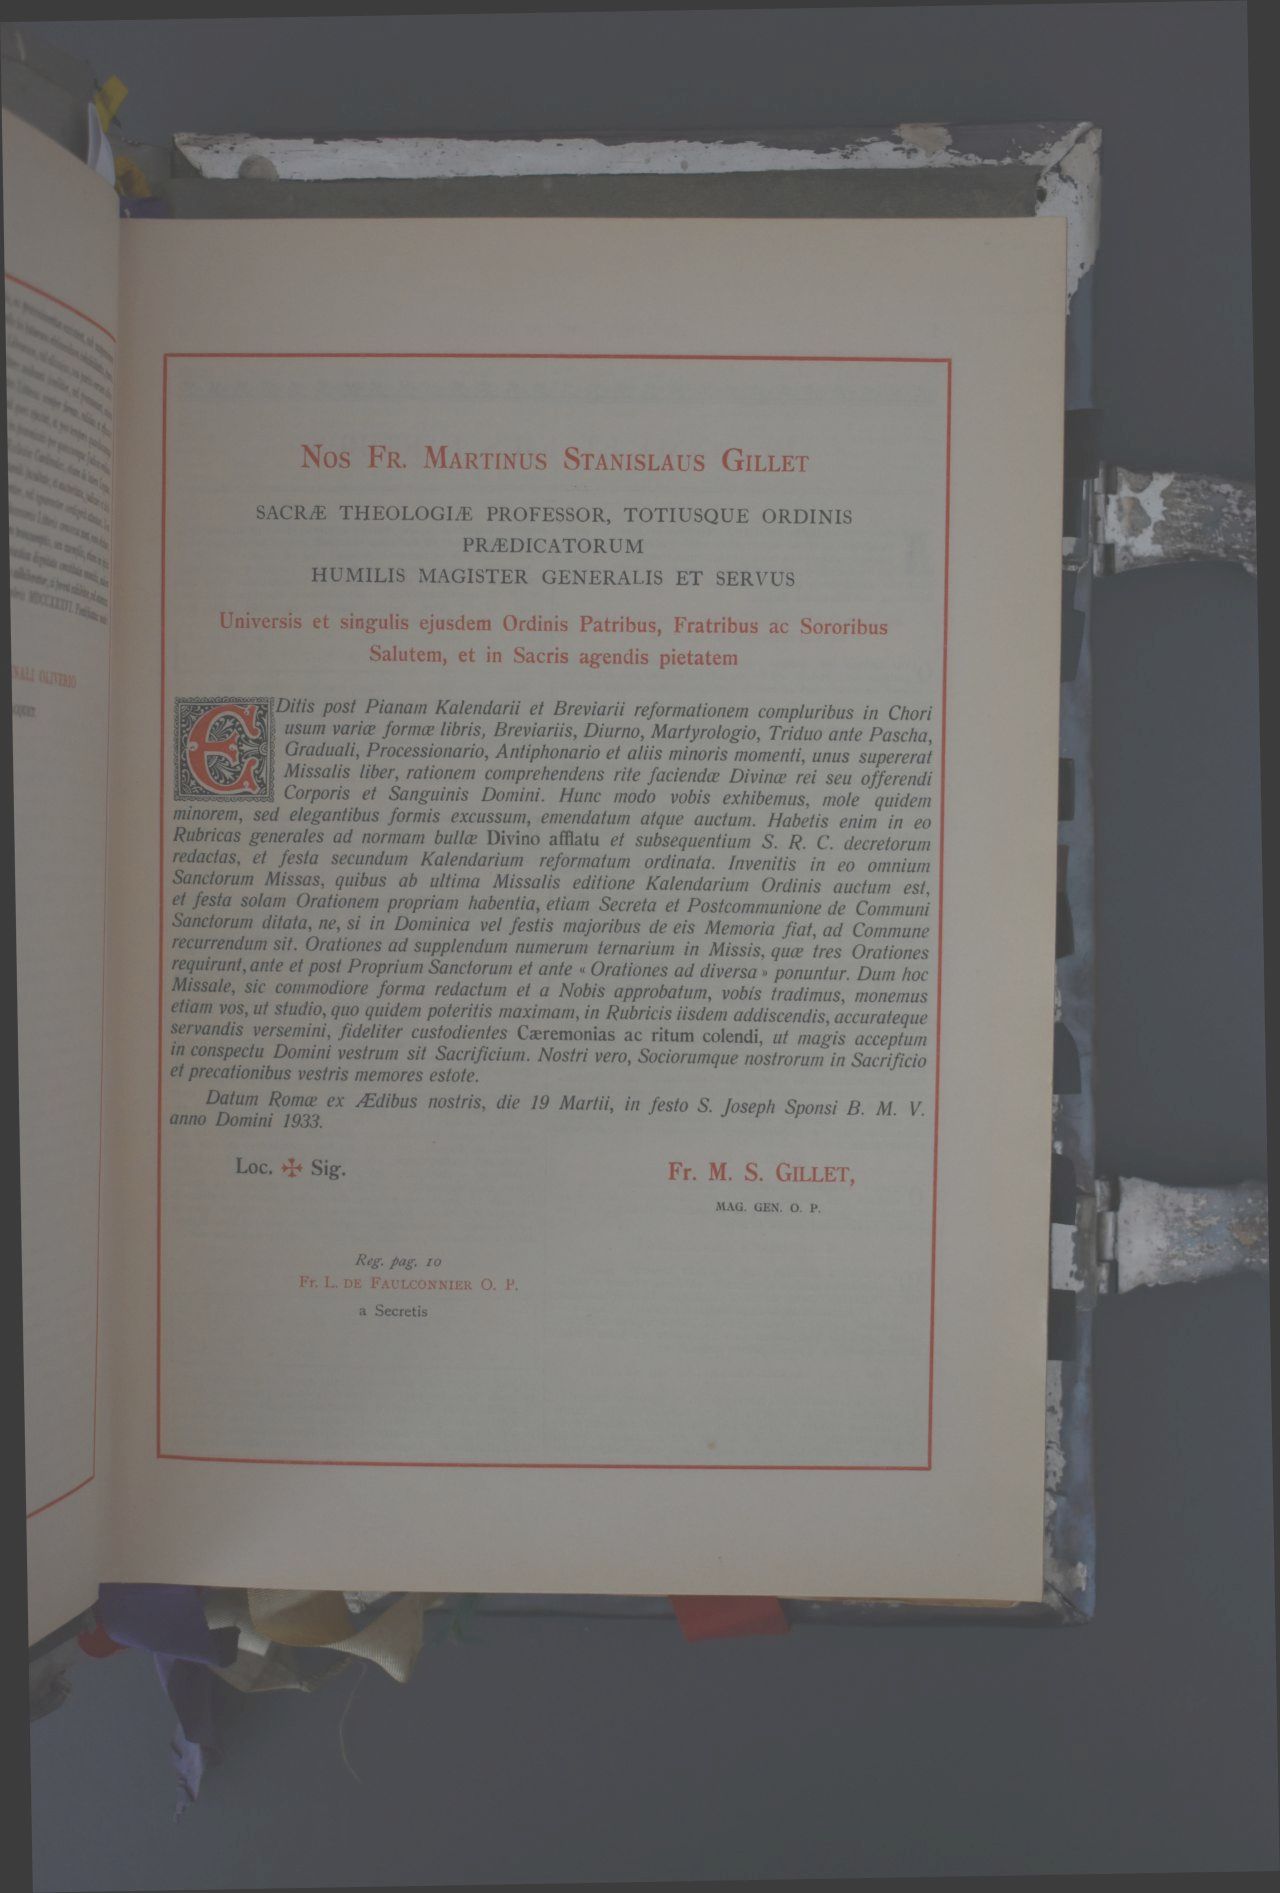 NOS FR. MARTINUS STANISLAUS GILLET
SACRÆ THEOLOGIÆ PROFESSOR, TOTIUSQUE ORDINIS
PRÆDICATORUM
HUMILIS MAGISTER GENERALIS ET SERVUS
Universis et singulis ejusdem Ordinis Patribus, Fratribus ac Sororibus
Salutem, et in Sacris agendis pietatem
EDitis post Pianam Kalendarii et Breviarii reformationem compluribus in Chori
usum variæ formæ libris, Breviariis, Diurno, Martyrologio, Triduo ante Pascha,
Graduali, Processionario, Antiphonario et aliis minoris momenti, unus supererat
Missalis liber, rationem comprehendens rite faciendæ Divinæ rei seu offerendi
Corporis et Sanguinis Domini. Hunc modo vobis exhibemus, mole quidem
minorem, sed elegantibus formis excussum, emendatum atque auctum. Habetis enim in eo
Rubricas generales ad normam bullæ Divino afflatu et subsequentium S. R. C. decretorum
redactas, et festa secundum Kalendarium reformatum ordinata. Invenitis in eo omnium
Sanctorum Missas, quibus ab ultima Missalis editione Kalendarium Ordinis auctum est,
et festa solam Orationem propriam habentia, etiam Secreta et Postcommunione de Communi
Sanctorum ditata, ne, si in Dominica vel festis majoribus de eis Memoria fiat, ad Commune
recurrendum sit. Orationes ad supplendum numerum ternarium in Missis, quæ tres Orationes
requirunt, ante et post Proprium Sanctorum et ante « Orationes ad diversa » ponuntur. Dum hoc
Missale, sic commodiore forma redactum et a Nobis approbatum, vobis tradimus, monemus
etiam vos, ut studio, quo quidem poteritis maximam, in Rubricis iisdem addiscendis, accurateque
servandis versemini, fideliter custodientes Cæremonias ac ritum colendi, ut magis acceptum
in conspectu Domini vestrum sit Sacrificium. Nostri vero, Sociorumque nostrorum in Sacrificio
et precationibus vestris memores estote.
Datum Romæ ex Ædibus nostris, die 19 Martii, in festo S. Joseph Sponsi B. M. V.
anno Domini 1933.
Loc. ✠ Sig.
Fr. M. S. GILLET,
MAG. GEN. O. P.
Reg. pag. 10
Fr. L. DE FAULCONNIER O. P.
a Secretis